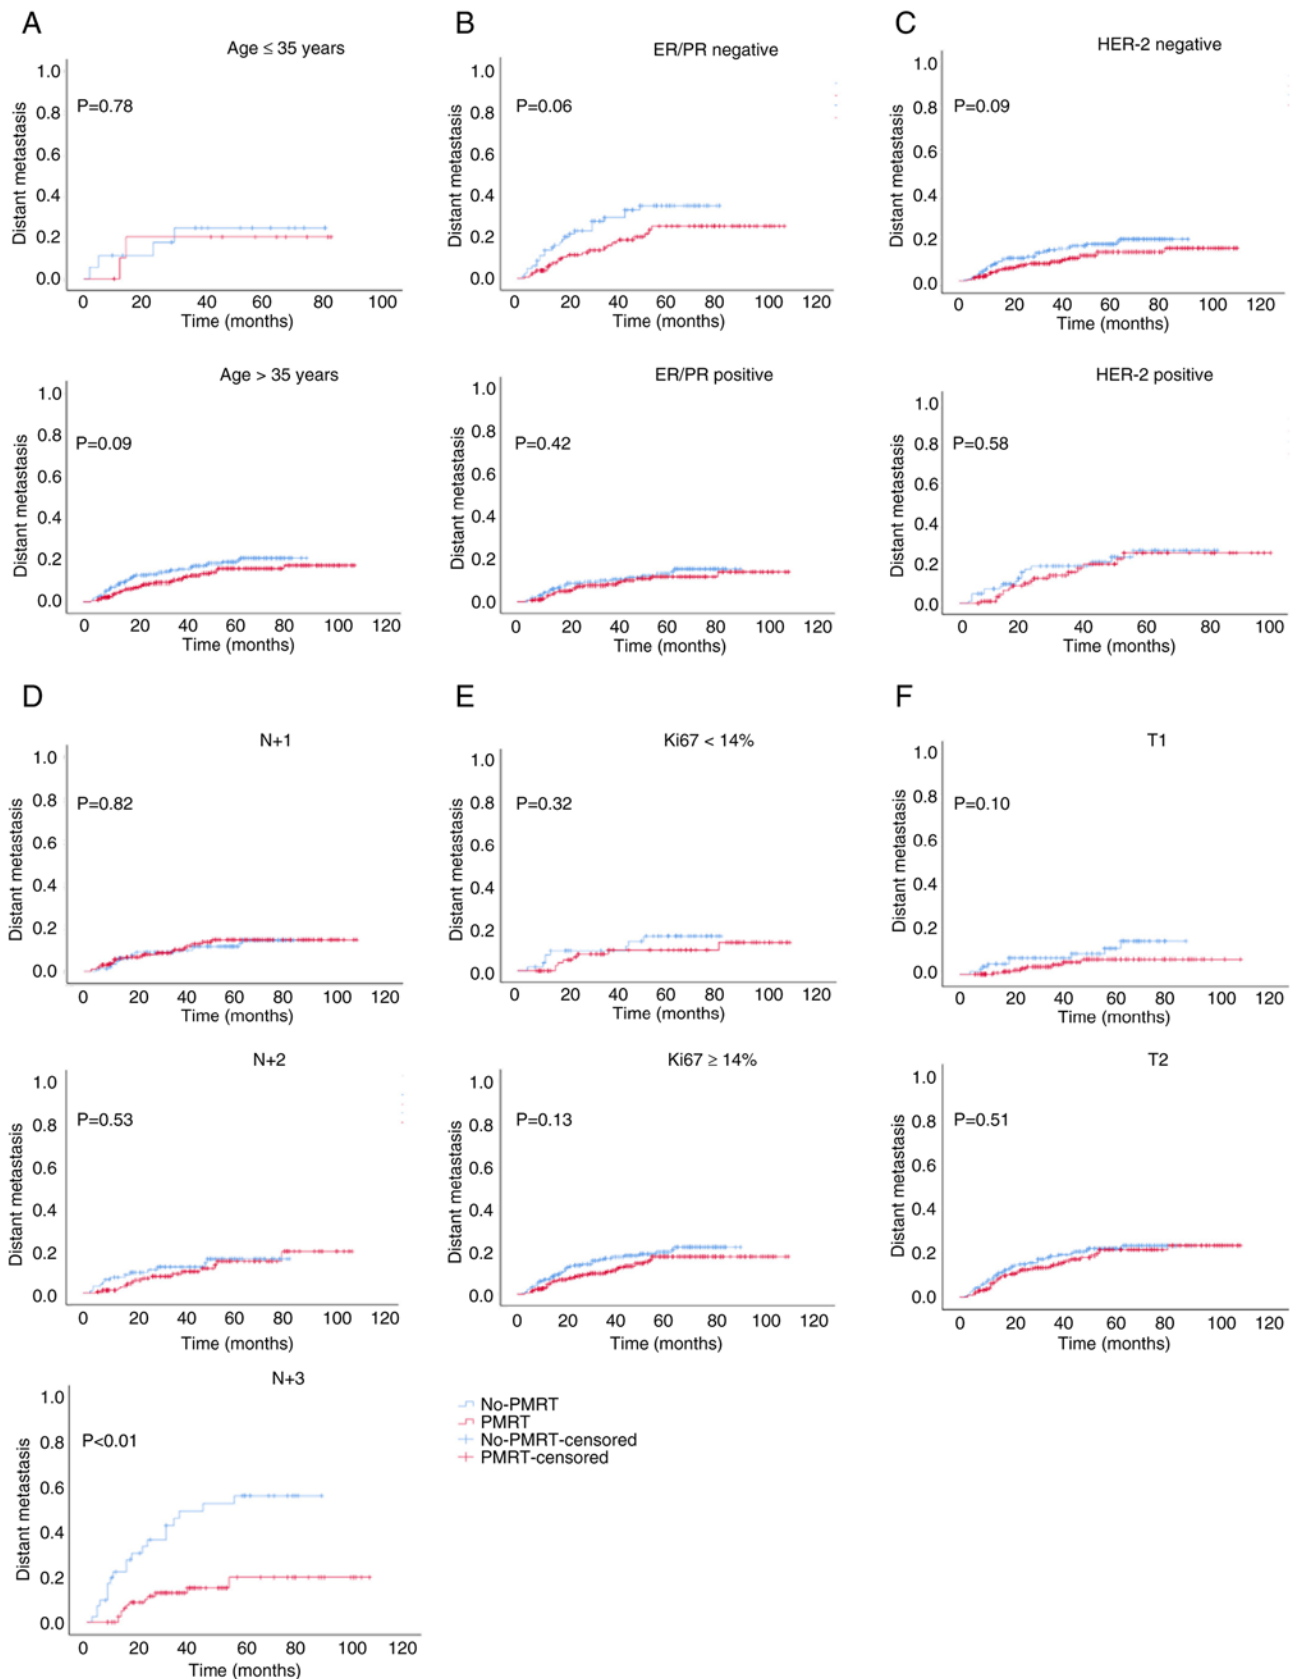 A
Age ≤ 35 years
P=0.78
Distant metastasis
1.0
0.8
0.6
0.4
0.2
0.0
0 20 40 60 80 100
Time (months)
Age > 35 years
P=0.09
Distant metastasis
1.0
0.8
0.6
0.4
0.2
0.0
0 20 40 60 80 100 120
Time (months)
B
ER/PR negative
P=0.06
Distant metastasis
1.0
0.8
0.6
0.4
0.2
0.0
0 20 40 60 80 100 120
Time (months)
ER/PR positive
P=0.42
Distant metastasis
1.0
0.8
0.6
0.4
0.2
0.0
0 20 40 60 80 100 120
Time (months)
C
HER-2 negative
P=0.09
Distant metastasis
1.0
0.8
0.6
0.4
0.2
0.0
0 20 40 60 80 100 120
Time (months)
HER-2 positive
P=0.58
Distant metastasis
1.0
0.8
0.6
0.4
0.2
0.0
0 20 40 60 80 100
Time (months)
D
N+1
P=0.82
Distant metastasis
1.0
0.8
0.6
0.4
0.2
0.0
0 20 40 60 80 100 120
Time (months)
N+2
P=0.53
Distant metastasis
1.0
0.8
0.6
0.4
0.2
0.0
0 20 40 60 80 100 120
Time (months)
N+3
P<0.01
Distant metastasis
1.0
0.8
0.6
0.4
0.2
0.0
0 20 40 60 80 100 120
Time (months)
E
Ki67 < 14%
P=0.32
Distant metastasis
1.0
0.8
0.6
0.4
0.2
0.0
0 20 40 60 80 100 120
Time (months)
Ki67 ≥ 14%
P=0.13
Distant metastasis
1.0
0.8
0.6
0.4
0.2
0.0
0 20 40 60 80 100 120
Time (months)
F
T1
P=0.10
Distant metastasis
1.0
0.8
0.6
0.4
0.2
0.0
0 20 40 60 80 100 120
Time (months)
T2
P=0.51
Distant metastasis
1.0
0.8
0.6
0.4
0.2
0.0
0 20 40 60 80 100 120
Time (months)
No-PMRT
PMRT
No-PMRT-censored
PMRT-censored